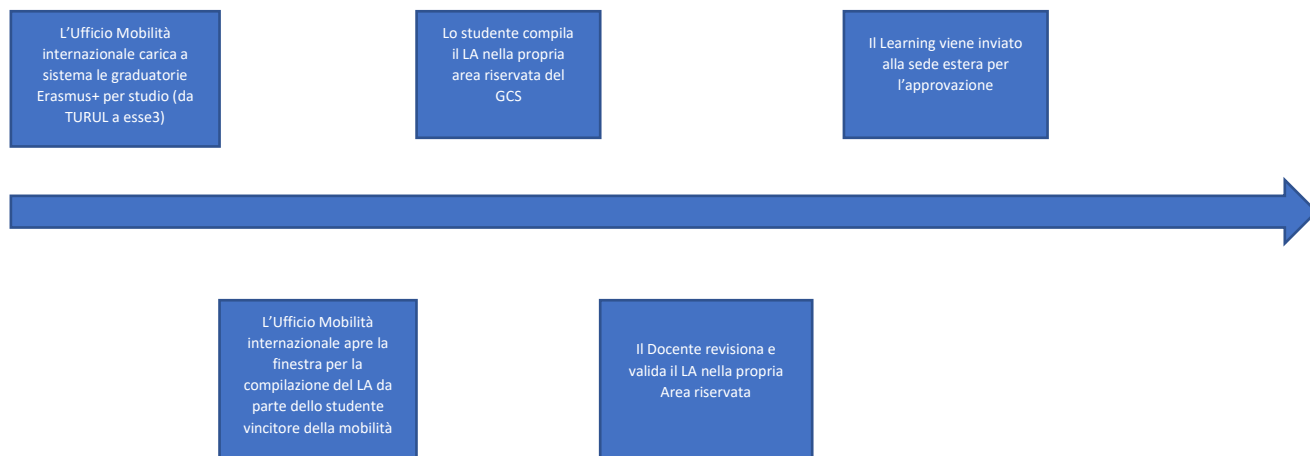 L'Ufficio Mobilità
internazionale carica a
sistema le graduatorie
Erasmus+ per studio (da
TURUL a esse3)
L'Ufficio Mobilità
internazionale apre la
finestra per la
compilazione del LA da
parte dello studente
vincitore della mobilità
Lo studente compila
il LA nella propria
area riservata del
GCS
Il Docente revisiona e
valida il LA nella propria
Area riservata
Il Learning viene inviato
alla sede estera per
l'approvazione